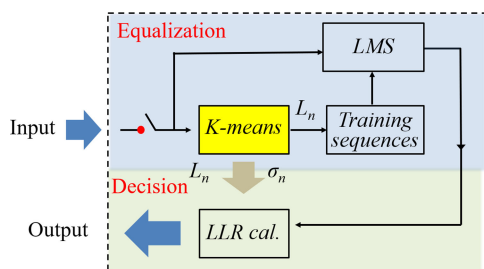 Equalization
LMS
Input
K-means
L_n
Training
sequences
L_n
σ_n
Decision
Output
LLR cal.